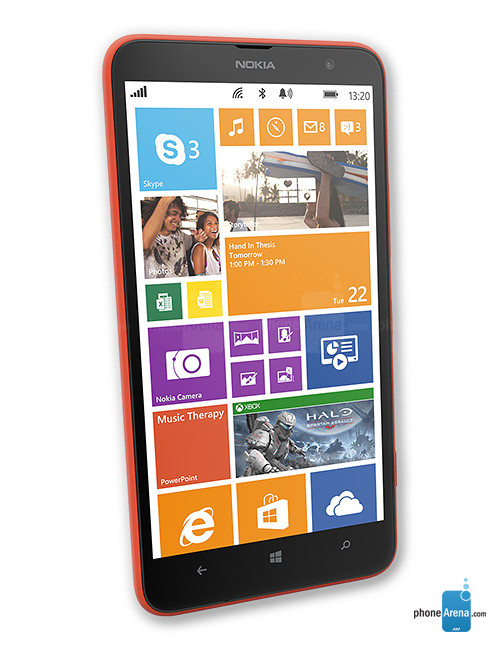 NOKIA
13:20
S 3
8
3
Skype
Storyteller
Photos
Hand In Thesis
Tomorrow
1:00 PM - 1:30 PM
Tue 22
Nokia Camera
Music Therapy
PowerPoint
XBOX
HALO
SPARTAN ASSAULT
phoneArena.com